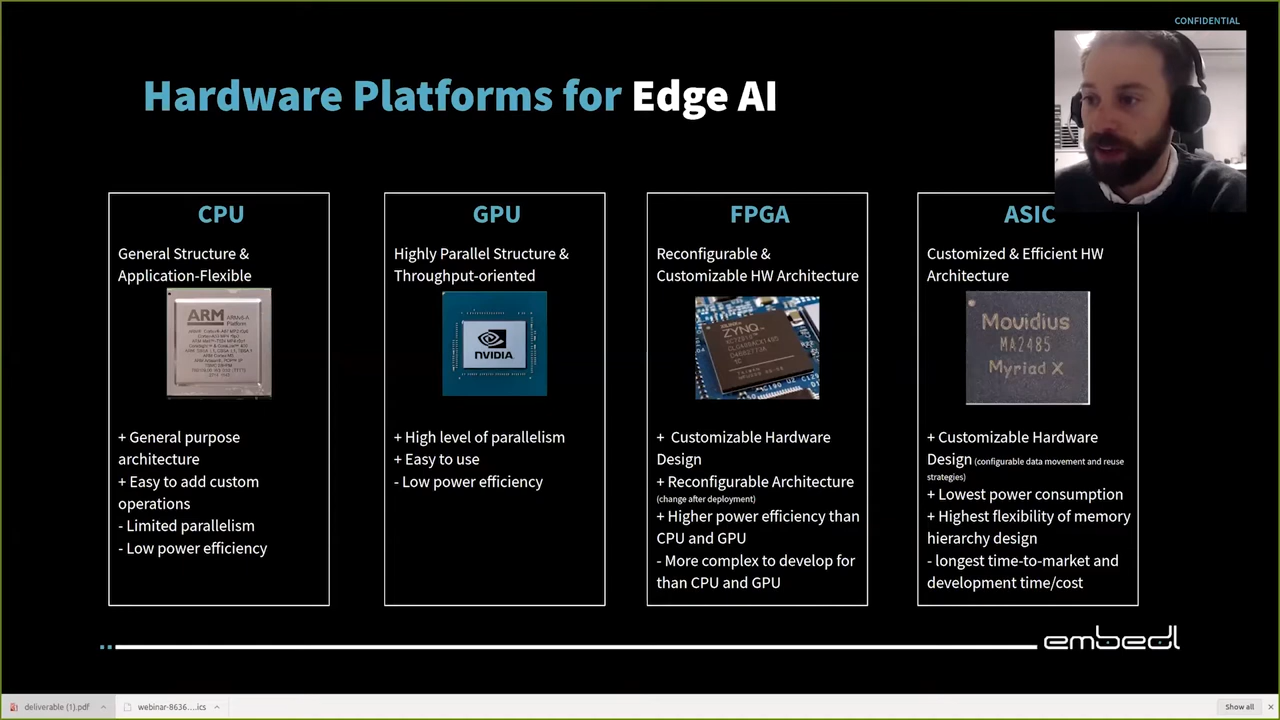 CONFIDENTIAL
Hardware Platforms for Edge AI
CPU
General Structure &
Application-Flexible
ARM
Platform
+ General purpose
architecture
+ Easy to add custom
operations
- Limited parallelism
- Low power efficiency
GPU
Highly Parallel Structure &
Throughput-oriented
NVIDIA
+ High level of parallelism
+ Easy to use
- Low power efficiency
FPGA
Reconfigurable &
Customizable HW Architecture
ZYNQ
+ Customizable Hardware
Design
+ Reconfigurable Architecture
(change after deployment)
+ Higher power efficiency than
CPU and GPU
- More complex to develop for
than CPU and GPU
ASIC
Customized & Efficient HW
Architecture
Movidius
MA2485
Myriad X
+ Customizable Hardware
Design (configurable data movement and reuse
strategies)
+ Lowest power consumption
+ Highest flexibility of memory
hierarchy design
- longest time-to-market and
development time/cost
embedl
deliverable (1).pdf
webinar-8636....ics
Show all